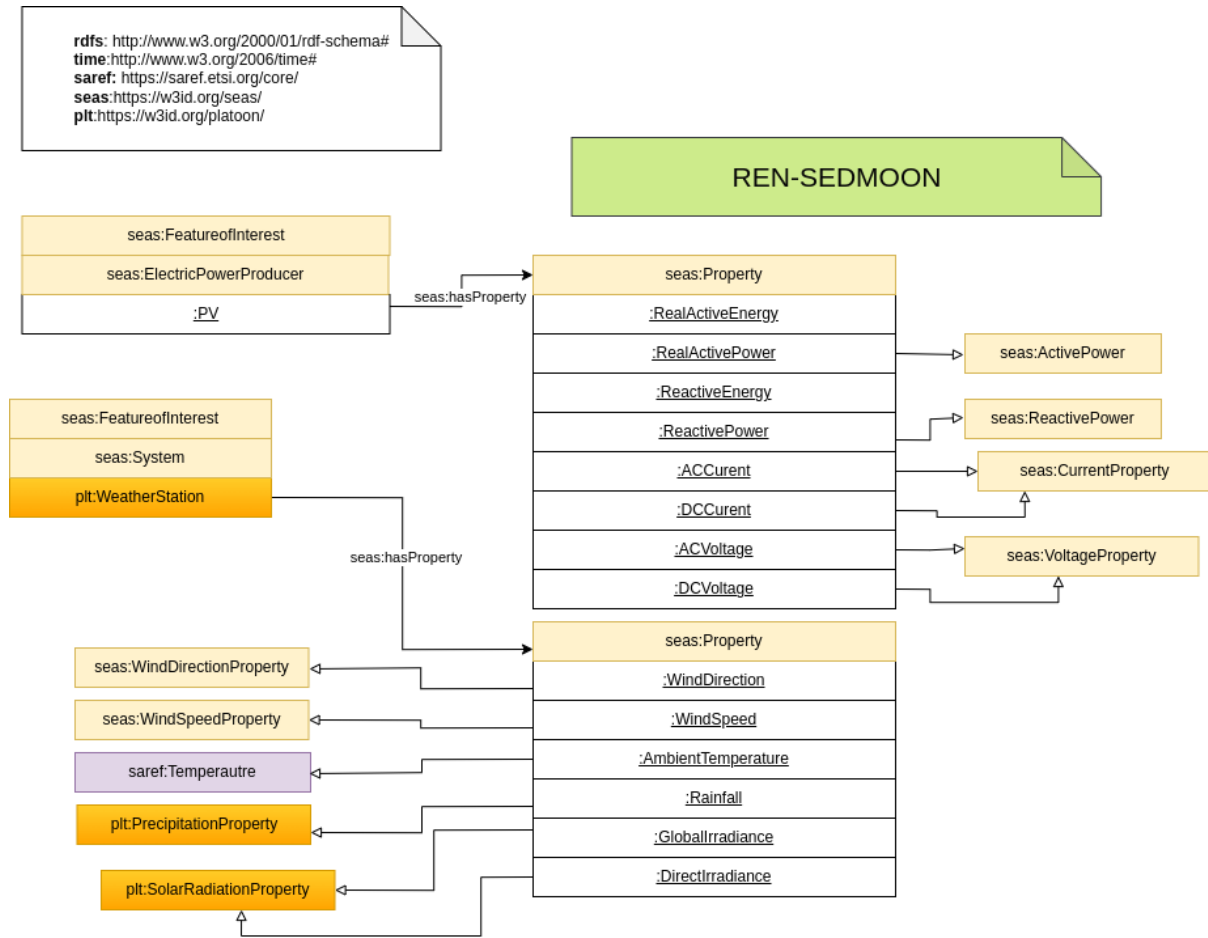 rdfs: http://www.w3.org/2000/01/rdf-schema#
time:http://www.w3.org/2006/time#
saref: https://saref.etsi.org/core/
seas:https://w3id.org/seas/
plt:https://w3id.org/platoon/
REN-SEDMOON
seas:FeatureofInterest
seas:ElectricPowerProducer
:PV
seas:hasProperty
seas:Property
:RealActiveEnergy
:RealActivePower
:ReactiveEnergy
:ReactivePower
:ACCurent
:DCCurent
:ACVoltage
:DCVoltage
seas:ActivePower
seas:ReactivePower
seas:CurrentProperty
seas:VoltageProperty
seas:FeatureofInterest
seas:System
plt:WeatherStation
seas:hasProperty
seas:Property
:WindDirection
:WindSpeed
:AmbientTemperature
:Rainfall
:GlobalIrradiance
:DirectIrradiance
seas:WindDirectionProperty
seas:WindSpeedProperty
saref:Temperautre
plt:PrecipitationProperty
plt:SolarRadiationProperty